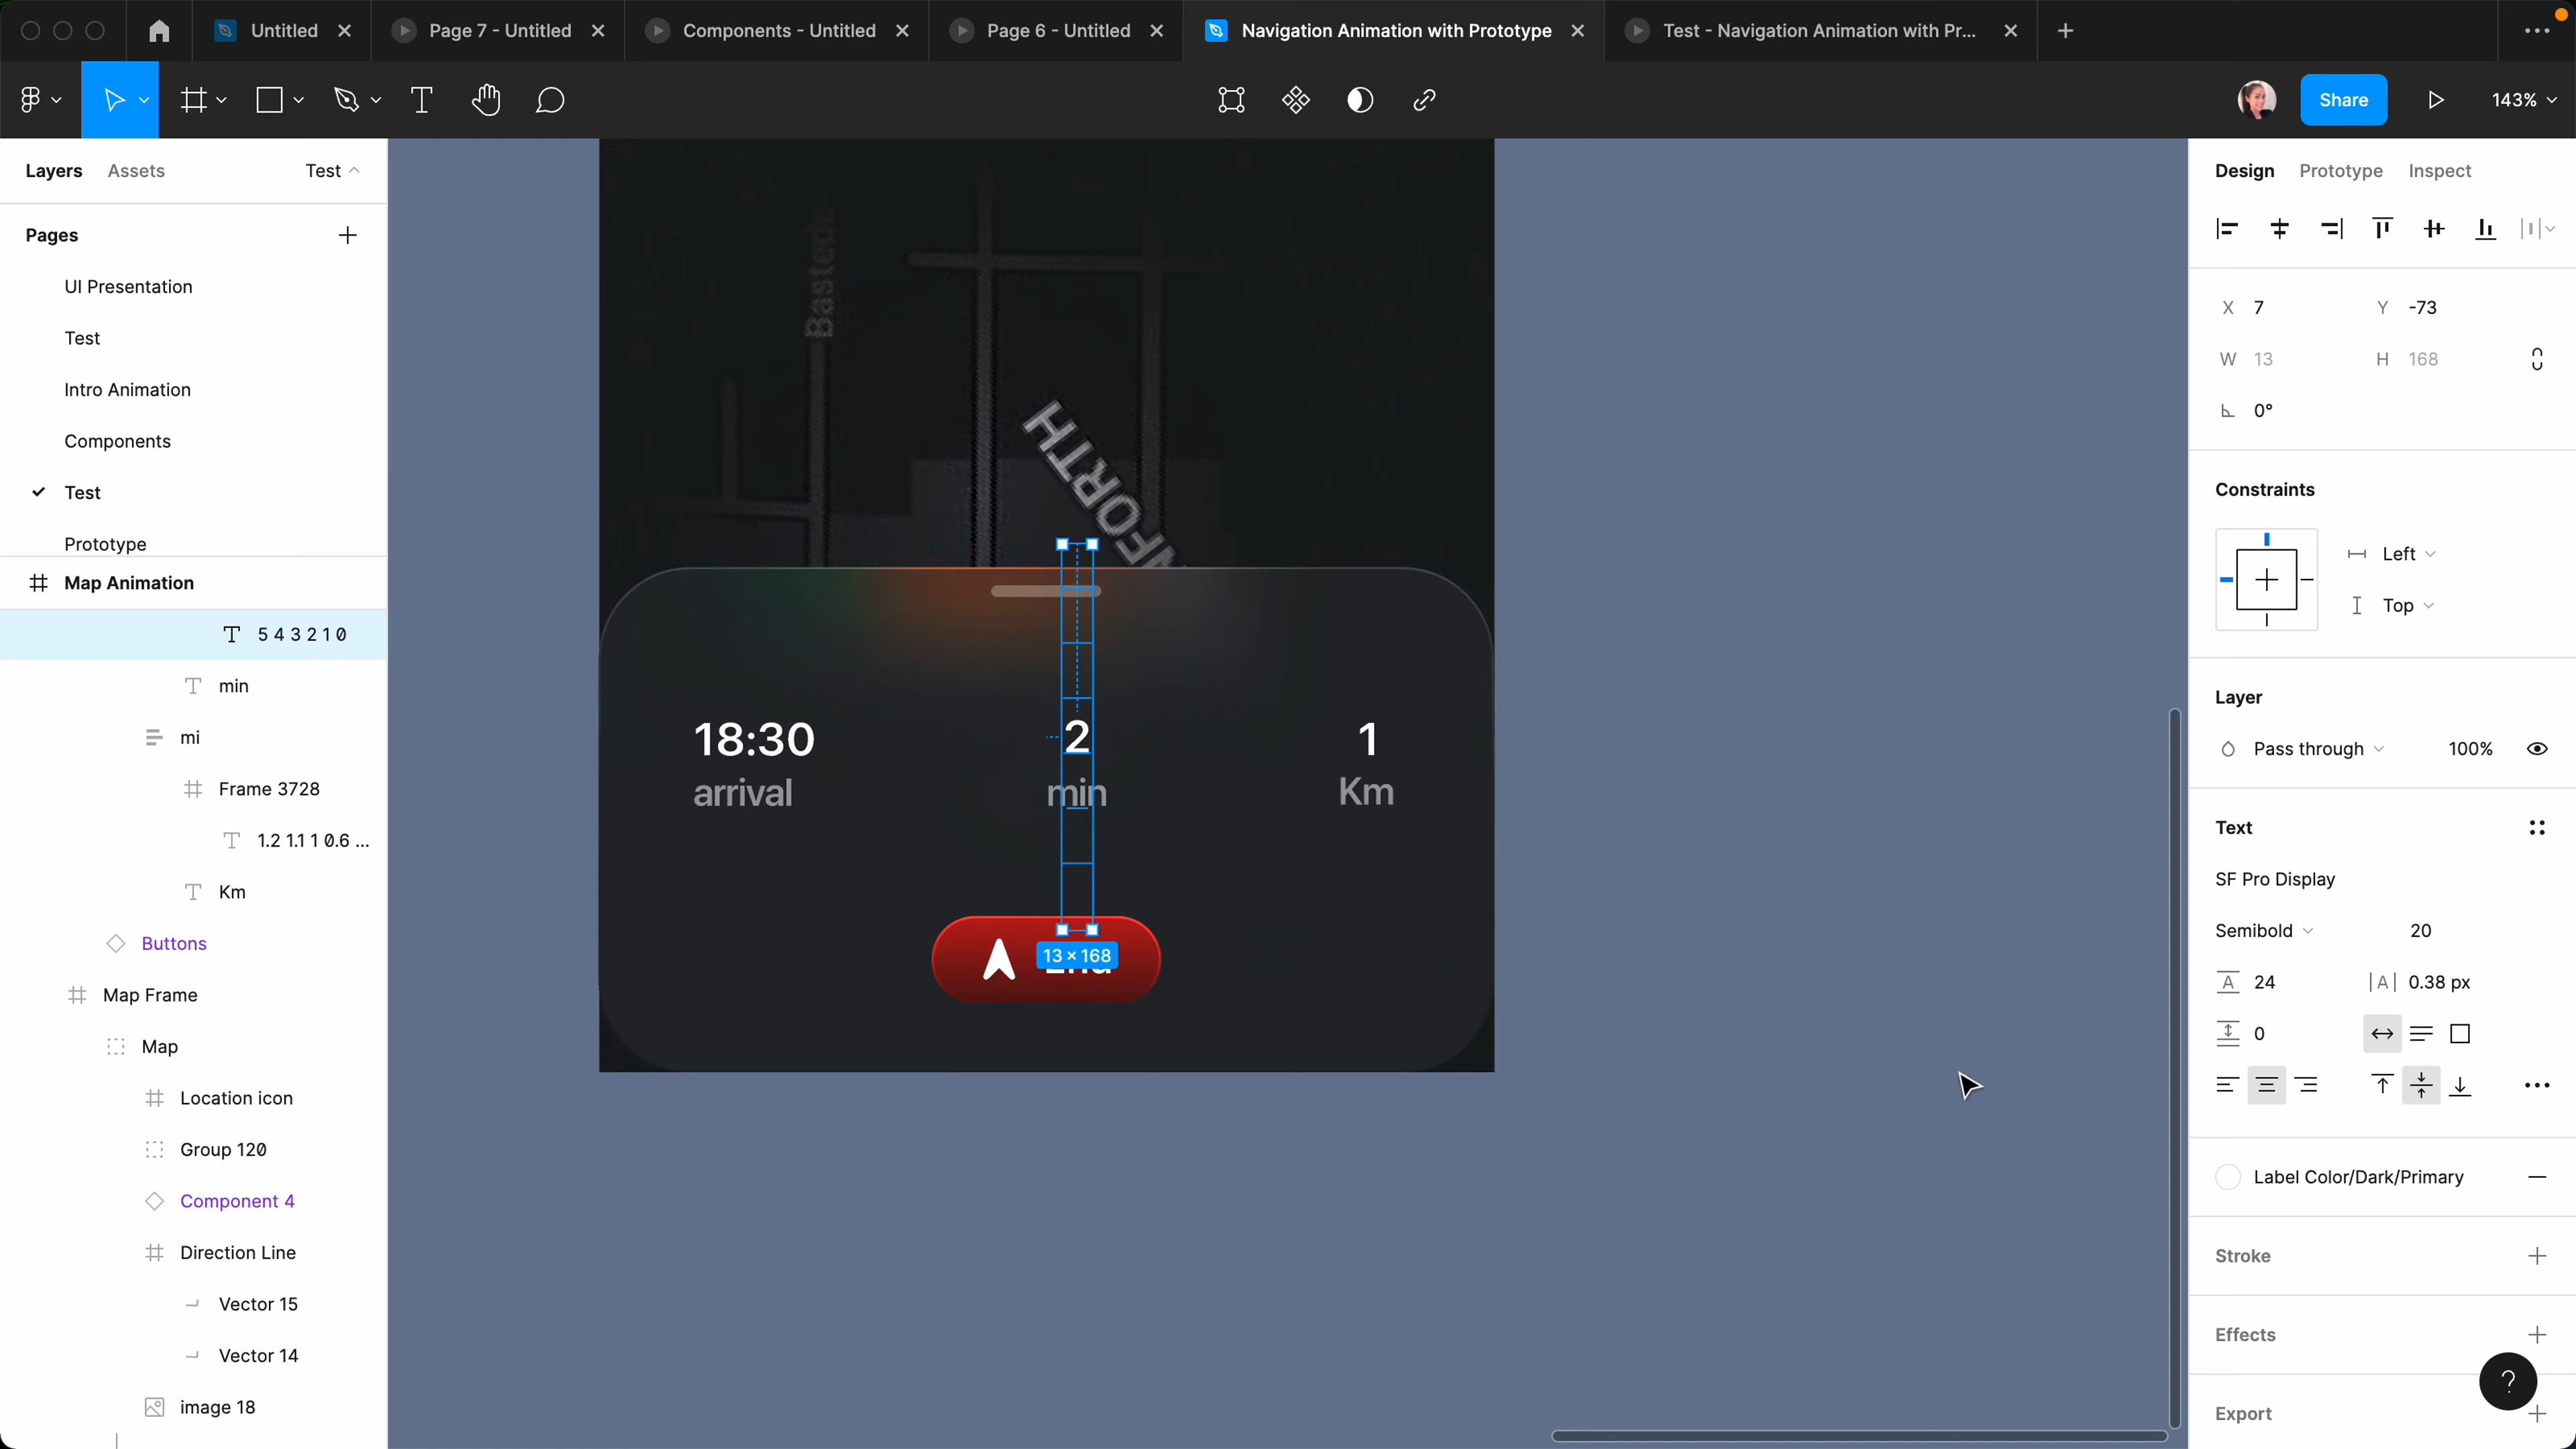 Untitled
Page 7 - Untitled
Components - Untitled
Page 6 - Untitled
Navigation Animation with Prototype
Test - Navigation Animation with Pr...
Share
143%
Layers
Assets
Test
Pages
UI Presentation
Test
Intro Animation
Components
Test
Prototype
Map Animation
5 4 3 2 1 0
min
mi
Frame 3728
1.2 1.1 1 0.6 ...
Km
Buttons
Map Frame
Map
Location icon
Group 120
Component 4
Direction Line
Vector 15
Vector 14
image 18
Bastedo
NFORTH
18:30
arrival
2
min
1
Km
13 × 168
End
Design
Prototype
Inspect
X 7
Y -73
W 13
H 168
0°
Constraints
Left
Top
Layer
Pass through
100%
Text
SF Pro Display
Semibold
20
24
|A| 0.38 px
0
Label Color/Dark/Primary
Stroke
Effects
Export
?